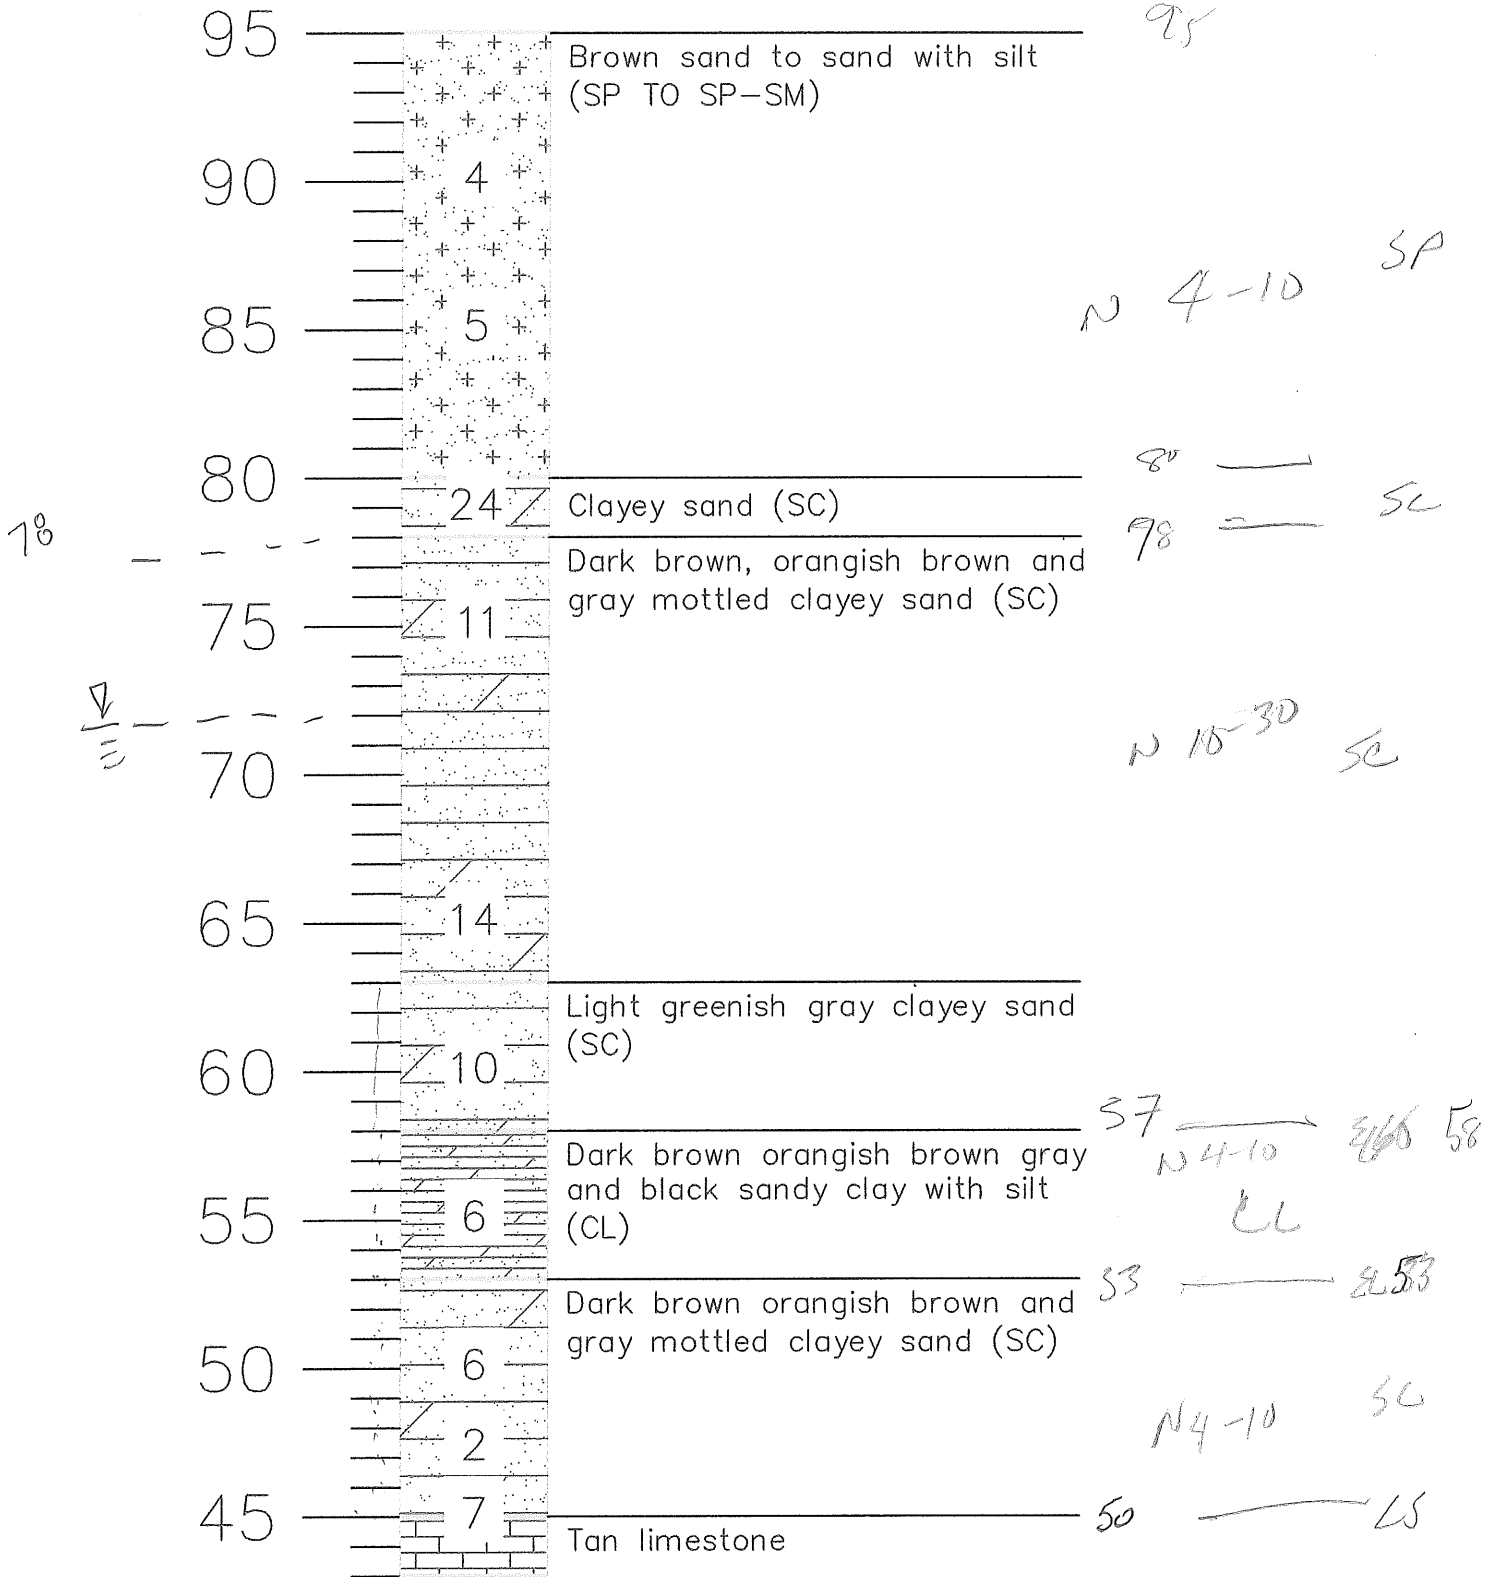 95
95
Brown sand to sand with silt
(SP TO SP-SM)
90
4
SP
N 4-10
85
5
80
80
24
Clayey sand (SC)
SC
78
98
Dark brown, orangish brown and
gray mottled clayey sand (SC)
75
11
N 10-30
SC
70
65
14
Light greenish gray clayey sand
(SC)
60
10
57
58
N 4-10
Dark brown orangish brown gray
and black sandy clay with silt
(CL)
CL
55
6
53
53
Dark brown orangish brown and
gray mottled clayey sand (SC)
50
6
SC
N4-10
2
45
7
50
LS
Tan limestone